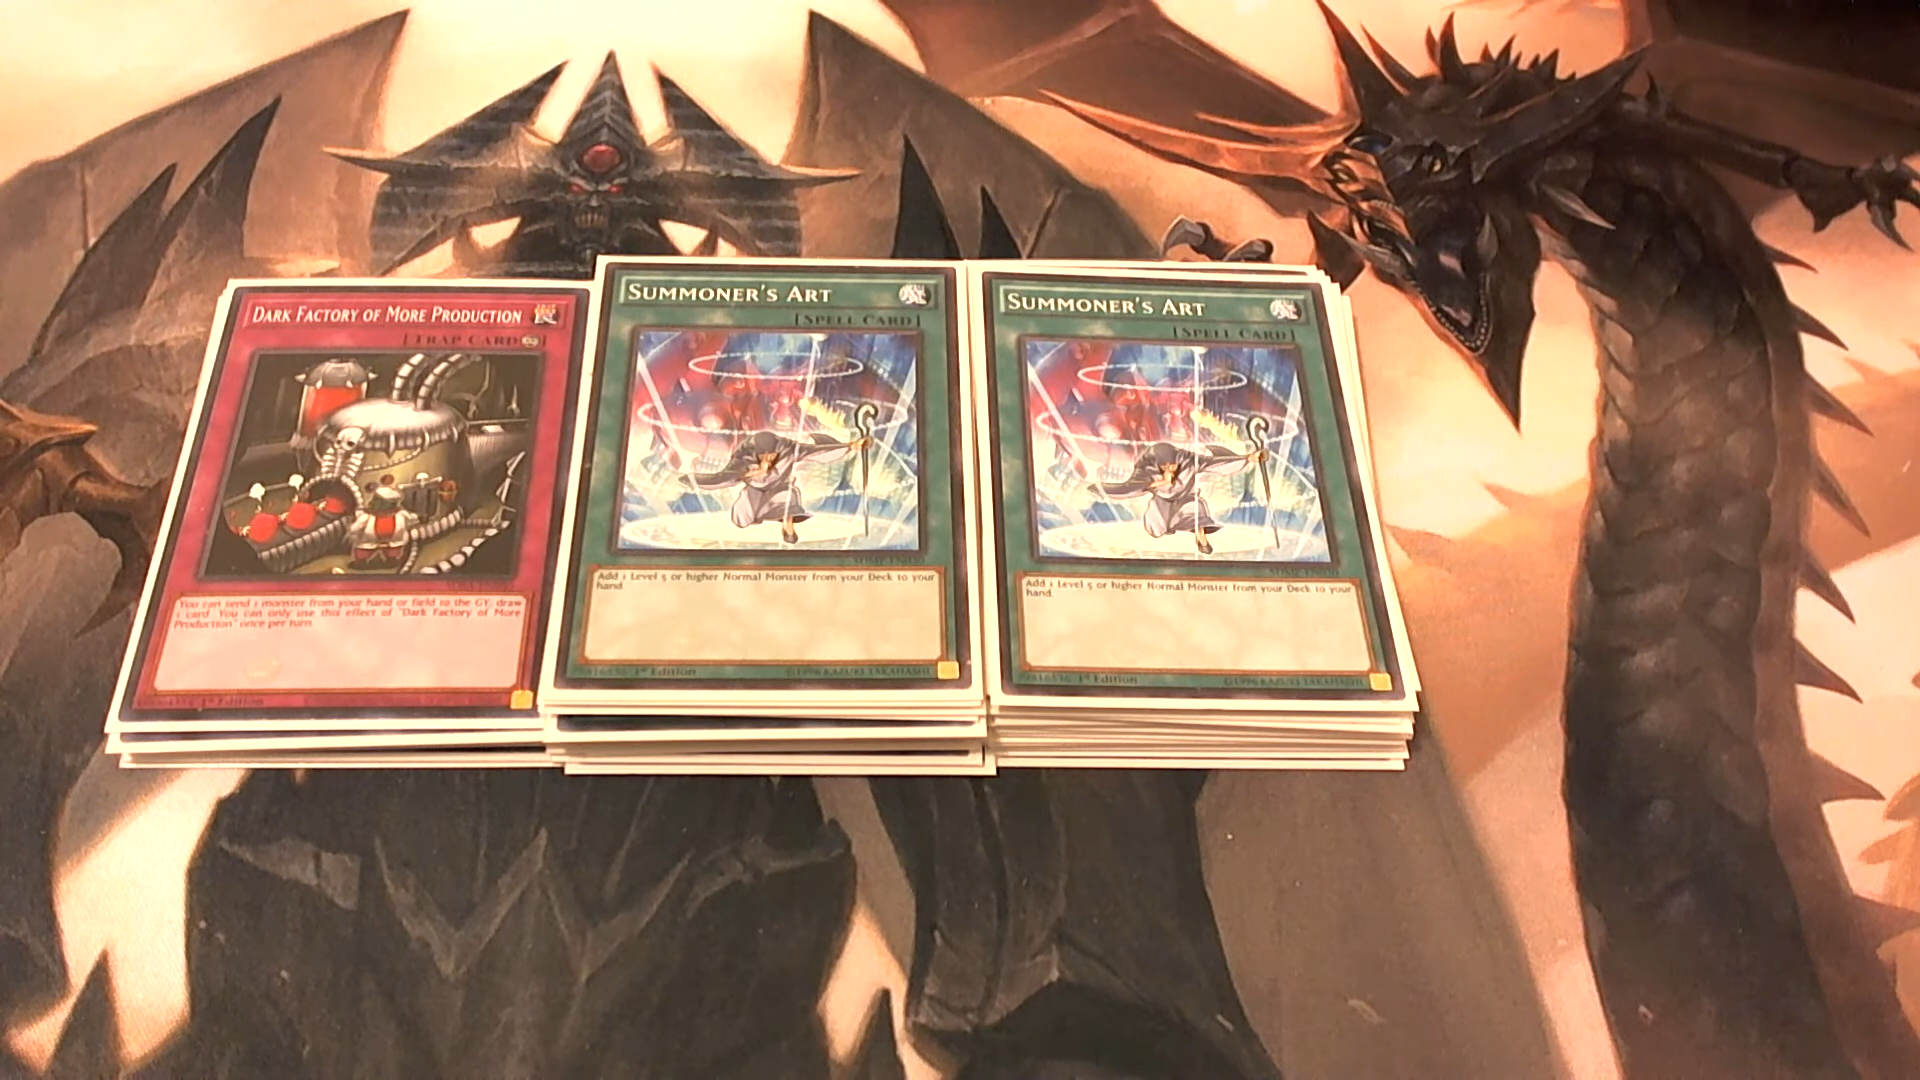 Dark Factory of More Production
[Trap Card]
You can send 1 monster from your hand or field to the GY, draw
1 card. You can only use this effect of "Dark Factory of More
Production" once per turn.
1st Edition
Summoner's Art
[Spell Card]
Add 1 Level 5 or higher Normal Monster from your Deck to your
hand.
1st Edition
©1996 KAZUKI TAKAHASHI
Summoner's Art
[Spell Card]
Add 1 Level 5 or higher Normal Monster from your Deck to your
hand.
1st Edition
©1996 KAZUKI TAKAHASHI